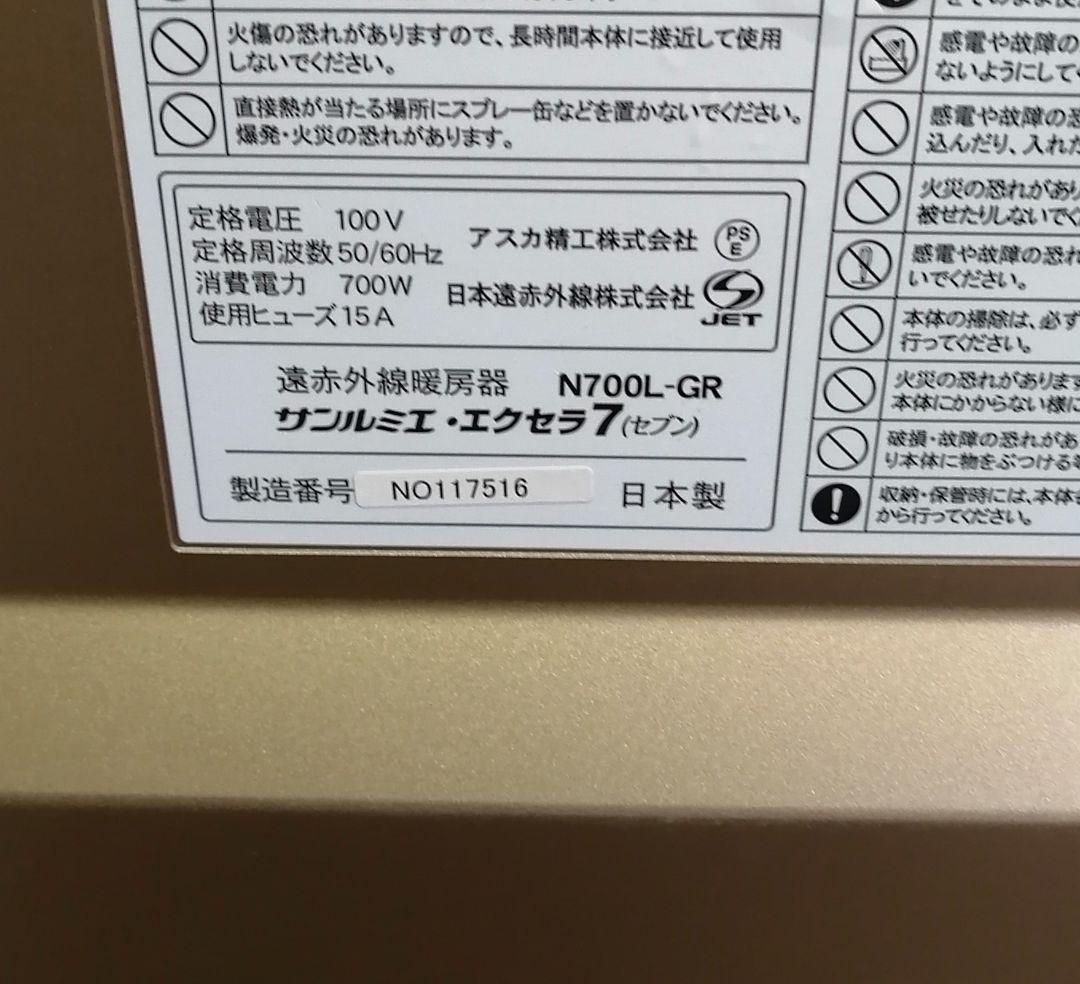 火傷の恐れがありますので、長時間本体に接近して使用
しないでください。
直接熱が当たる場所にスプレー缶などを置かないでください。
爆発・火災の恐れがあります。
定格電圧 100V
定格周波数 50/60Hz
消費電力 700W
使用ヒューズ 15A
アスカ精工株式会社 PSE
日本遠赤外線株式会社 JET
遠赤外線暖房器 N700L-GR
サンルミエ・エクセラ7(セブン)
製造番号 NO117516 日本製
感電や故障の
ないようにして
感電や故障の恐
込んだり、入れた
火災の恐れがあり
被せたりしないでく
感電や故障の恐れ
いでください。
本体の掃除は、必ず
行ってください。
火災の恐れがあります
本体にかからない様に
破損・故障の恐れがあ
り本体に物をぶつける
収納・保管時には、本体
から行ってください。